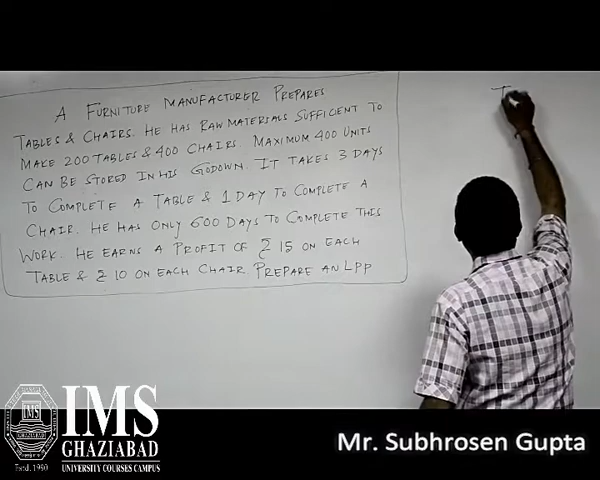 A FURNITURE MANUFACTURER PREPARES
TABLES & CHAIRS. HE HAS RAW MATERIALS SUFFICIENT TO
MAKE 200 TABLES & 400 CHAIRS. MAXIMUM 400 UNITS
CAN BE STORED IN HIS GODOWN. IT TAKES 3 DAYS
TO COMPLETE A TABLE & 1 DAY TO COMPLETE A
CHAIR. HE HAS ONLY 600 DAYS TO COMPLETE THIS
WORK. HE EARNS A PROFIT OF ₹ 15 ON EACH
TABLE & ₹ 10 ON EACH CHAIR PREPARE AN LPP
IMS
IMS
GHAZIABAD
UNIVERSITY COURSES CAMPUS
Estd. 1990
Mr. Subhrosen Gupta